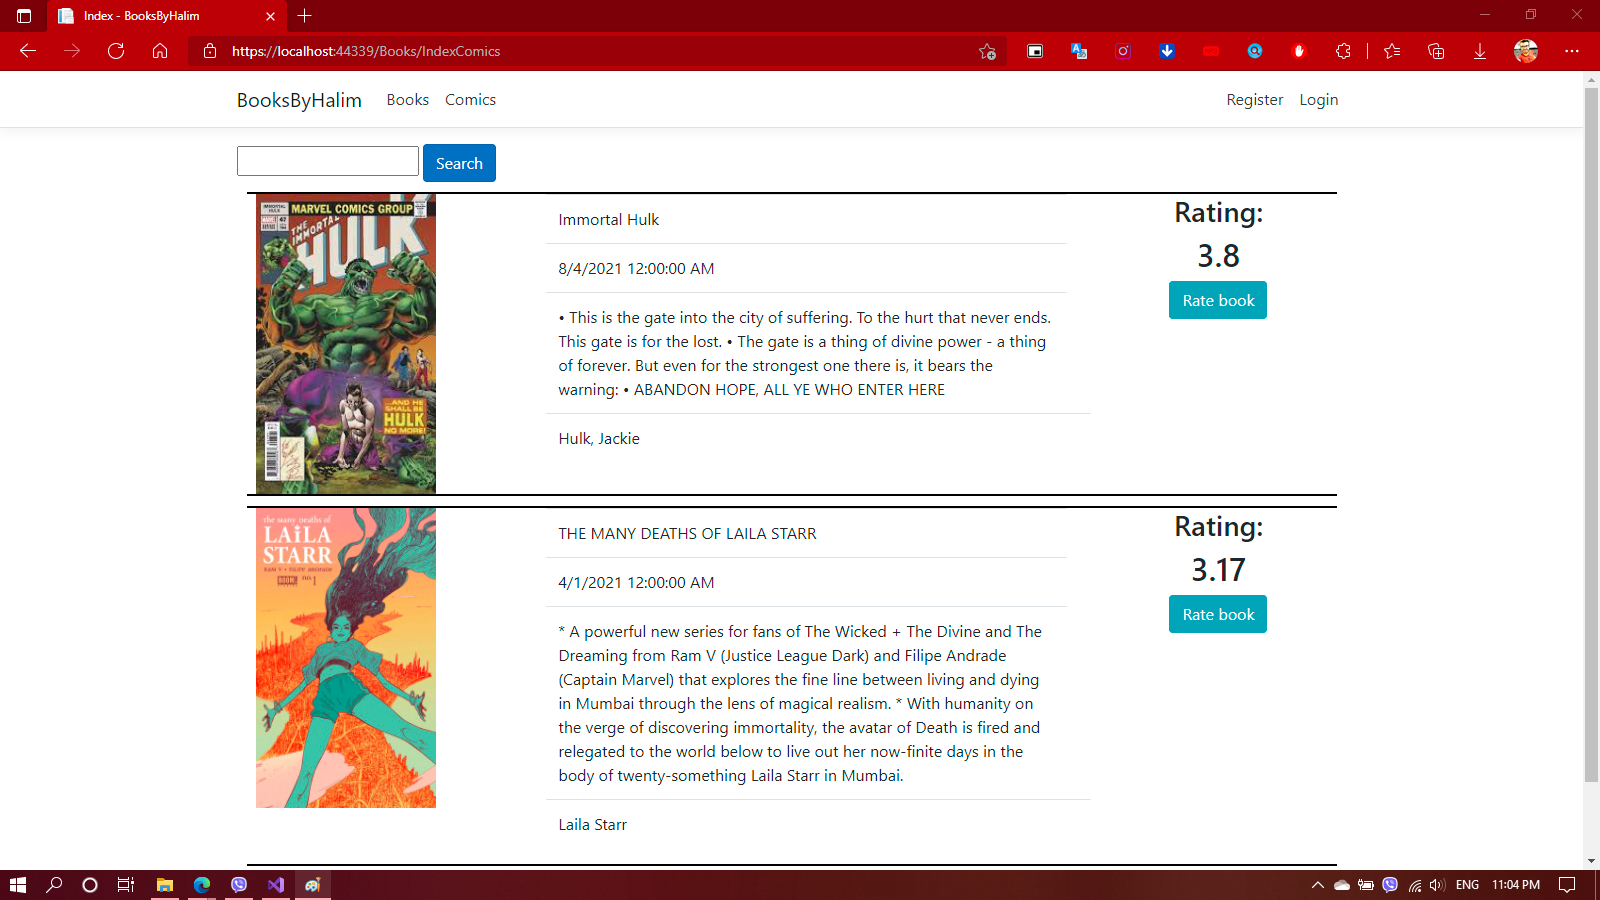 Index - BooksByHalim
https://localhost:44339/Books/IndexComics
BooksByHalim Books Comics Register Login
Search
MARVEL COMICS GROUP
THE IMMORTAL
HULK
...AND HE
SHALL BE
HULK
NO MORE!
Immortal Hulk
8/4/2021 12:00:00 AM
• This is the gate into the city of suffering. To the hurt that never ends.
This gate is for the lost. • The gate is a thing of divine power - a thing
of forever. But even for the strongest one there is, it bears the
warning: • ABANDON HOPE, ALL YE WHO ENTER HERE
Hulk, Jackie
Rating:
3.8
Rate book
the many deaths of
LAILA
STARR
RAM V • FILIPE ANDRADE
BOOM! no. 1
THE MANY DEATHS OF LAILA STARR
4/1/2021 12:00:00 AM
* A powerful new series for fans of The Wicked + The Divine and The
Dreaming from Ram V (Justice League Dark) and Filipe Andrade
(Captain Marvel) that explores the fine line between living and dying
in Mumbai through the lens of magical realism. * With humanity on
the verge of discovering immortality, the avatar of Death is fired and
relegated to the world below to live out her now-finite days in the
body of twenty-something Laila Starr in Mumbai.
Laila Starr
Rating:
3.17
Rate book
ENG 11:04 PM